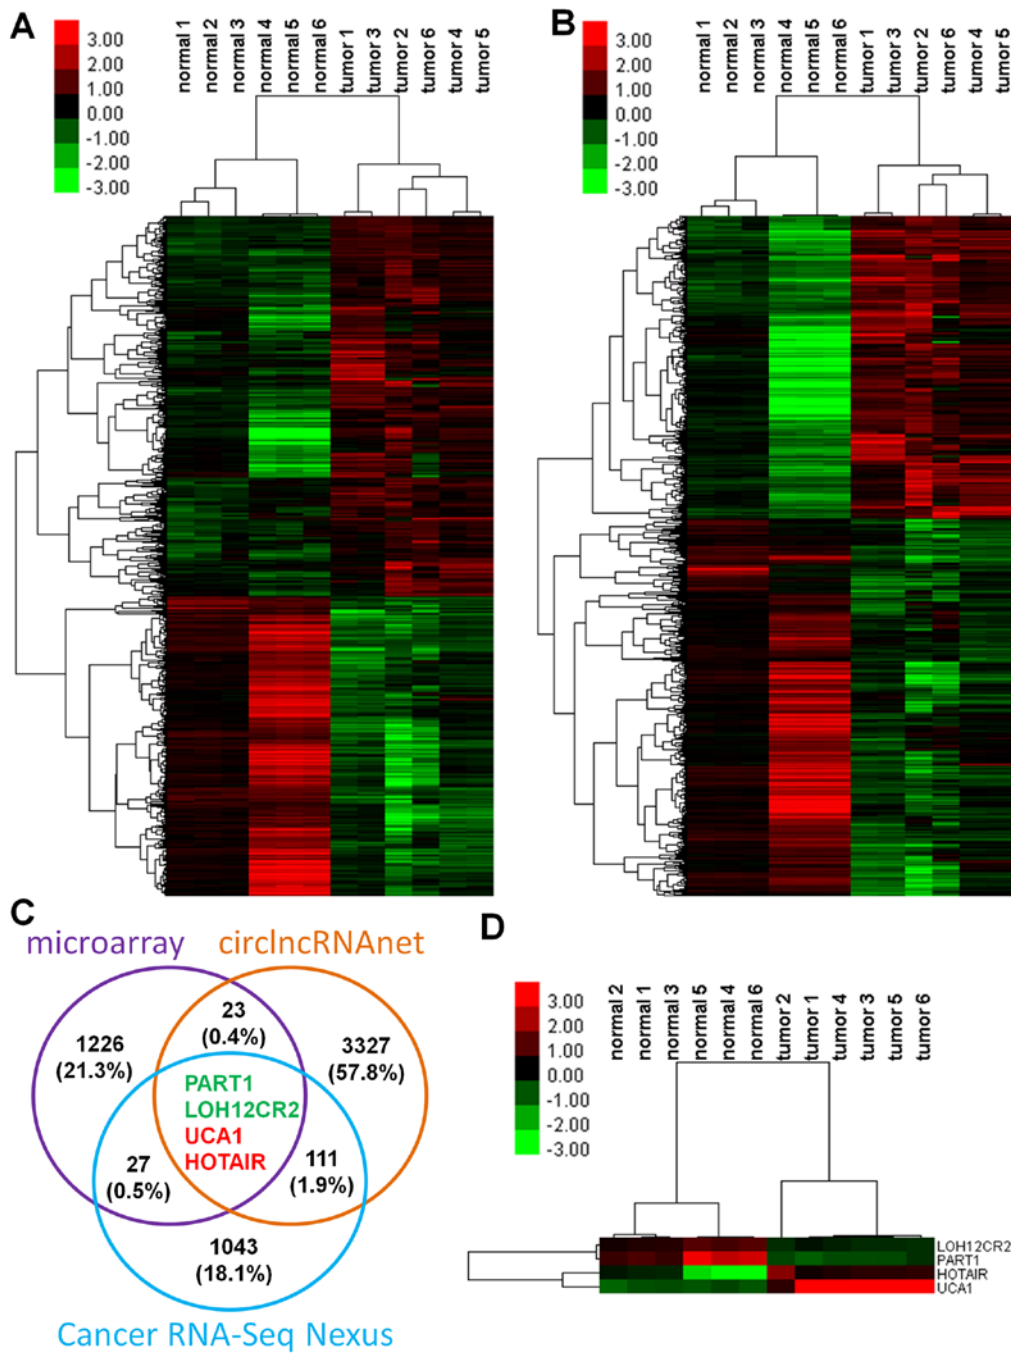 A
3.00
2.00
1.00
0.00
-1.00
-2.00
-3.00
normal 1
normal 2
normal 3
normal 4
normal 5
normal 6
tumor 1
tumor 3
tumor 2
tumor 6
tumor 4
tumor 5
B
3.00
2.00
1.00
0.00
-1.00
-2.00
-3.00
normal 1
normal 2
normal 3
normal 4
normal 5
normal 6
tumor 1
tumor 3
tumor 2
tumor 6
tumor 4
tumor 5
C
microarray
circlncRNAnet
23
(0.4%)
1226
(21.3%)
3327
(57.8%)
PART1
LOH12CR2
UCA1
HOTAIR
27
(0.5%)
111
(1.9%)
1043
(18.1%)
Cancer RNA-Seq Nexus
D
3.00
2.00
1.00
0.00
-1.00
-2.00
-3.00
normal 2
normal 1
normal 3
normal 5
normal 4
normal 6
tumor 2
tumor 1
tumor 4
tumor 3
tumor 5
tumor 6
LOH12CR2
PART1
HOTAIR
UCA1